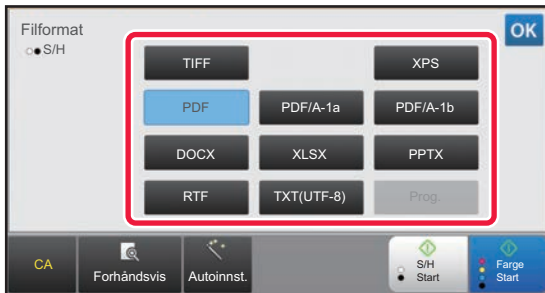 Filformat
OK
S/H
TIFF
XPS
PDF
PDF/A-1a
PDF/A-1b
DOCX
XLSX
PPTX
RTF
TXT(UTF-8)
Prog.
CA
Forhåndsvis
Autoinnst.
S/H
Start
Farge
Start